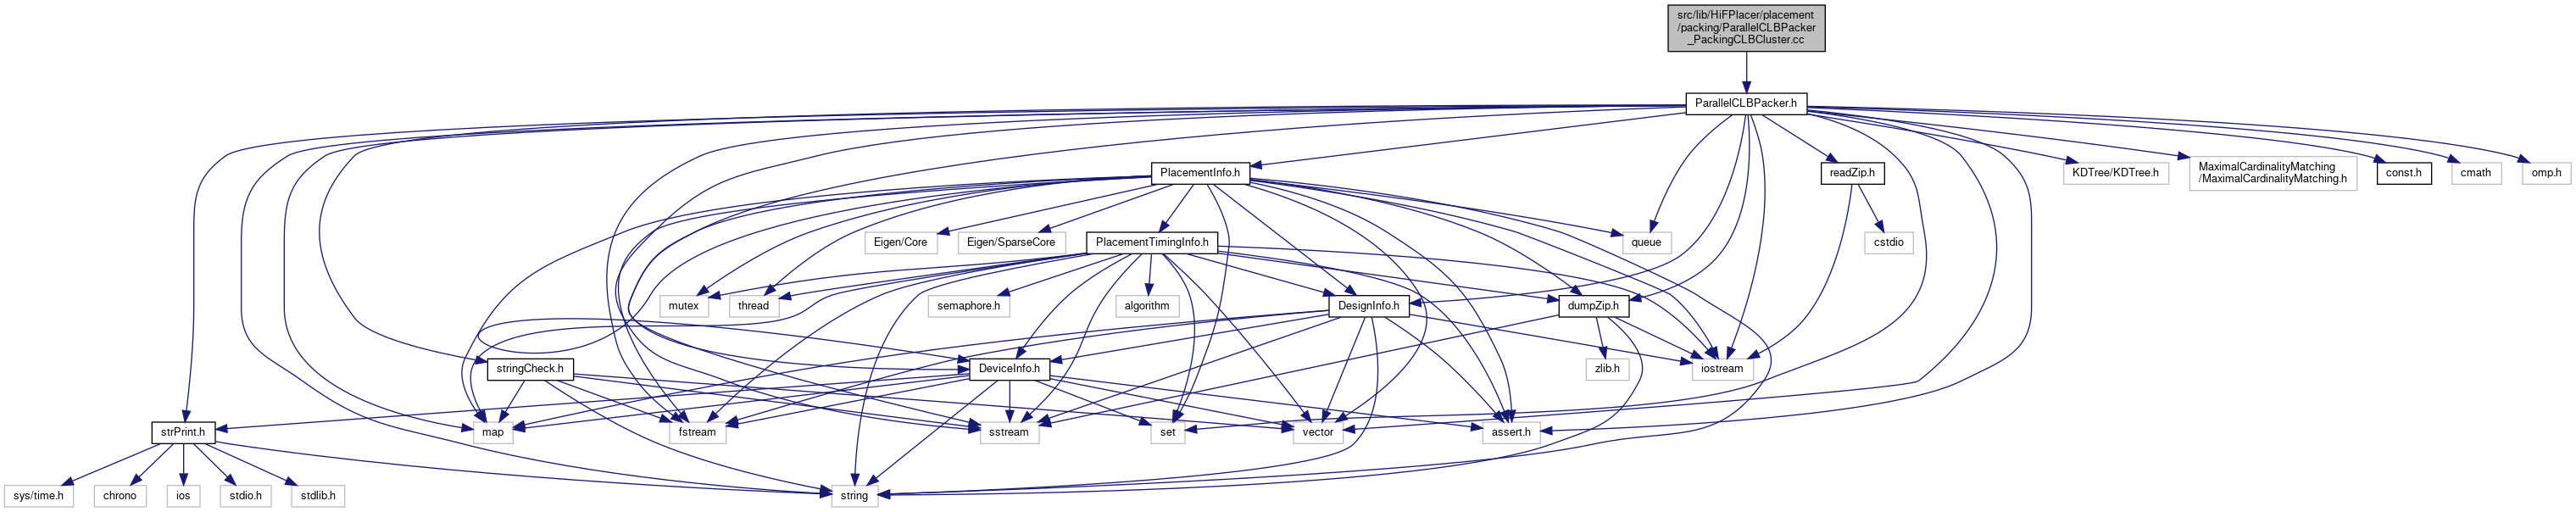 src/lib/HiFPlacer/placement
/packing/ParallelCLBPacker
_PackingCLBCluster.cc
ParallelCLBPacker.h
PlacementInfo.h
readZip.h
KDTree/KDTree.h
MaximalCardinalityMatching
/MaximalCardinalityMatching.h
const.h
cmath
omp.h
Eigen/Core
Eigen/SparseCore
PlacementTimingInfo.h
queue
cstdio
mutex
thread
semaphore.h
algorithm
DesignInfo.h
dumpZip.h
stringCheck.h
DeviceInfo.h
zlib.h
iostream
strPrint.h
map
fstream
sstream
set
vector
assert.h
sys/time.h
chrono
ios
stdio.h
stdlib.h
string